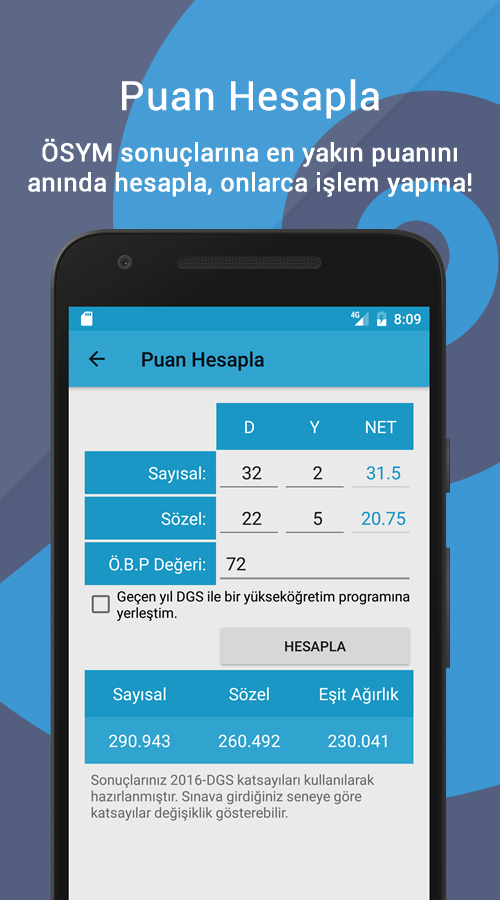 Puan Hesapla
ÖSYM sonuçlarına en yakın puanını
anında hesapla, onlarca işlem yapma!
4G 8:09
Puan Hesapla
D Y NET
Sayısal: 32 2 31.5
Sözel: 22 5 20.75
Ö.B.P Değeri: 72
Geçen yıl DGS ile bir yükseköğretim programına
yerleştim.
HESAPLA
Sayısal Sözel Eşit Ağırlık
290.943 260.492 230.041
Sonuçlarınız 2016-DGS katsayıları kullanılarak
hazırlanmıştır. Sınava girdiğiniz seneye göre
katsayılar değişiklik gösterebilir.